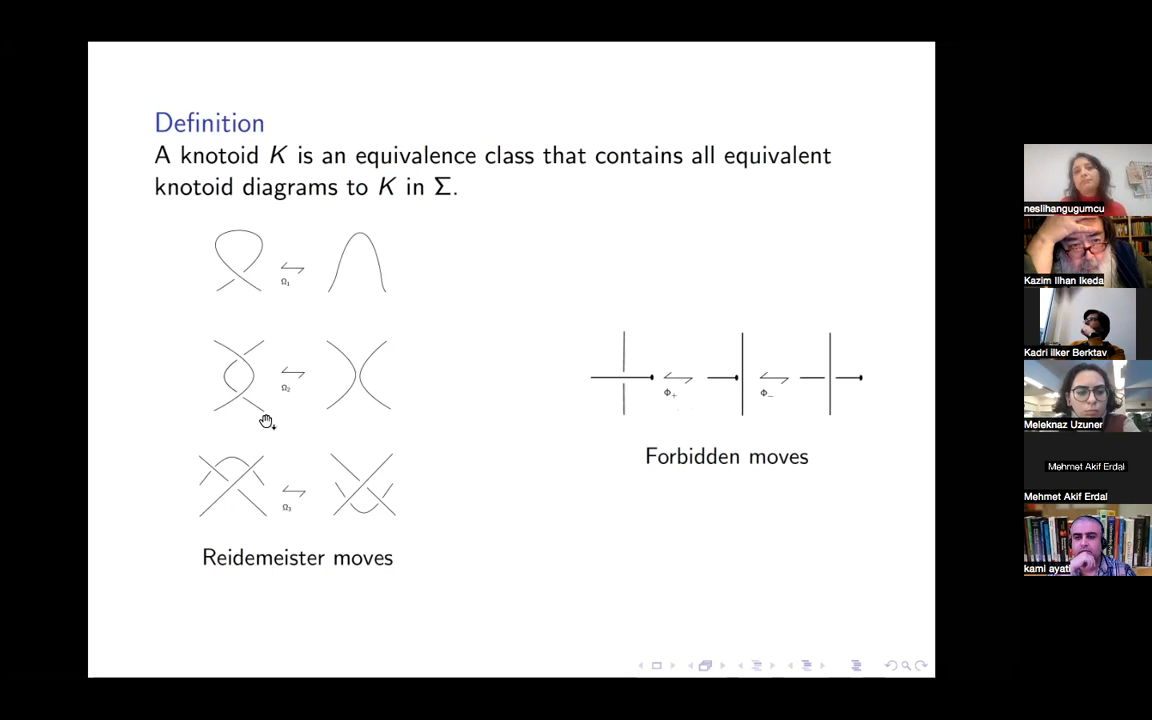 Definition
A knotoid K is an equivalence class that contains all equivalent
knotoid diagrams to K in Σ.
Ω₁
Ω₂
Ω₃
Reidemeister moves
Φ₊
Φ₋
Forbidden moves
neslihangugumcu
Kazim Ilhan Ikeda
Kadri ilker Berktav
Meleknaz Uzuner
Mehmet Akif Erdal
Mehmet Akif Erdal
kami ayati